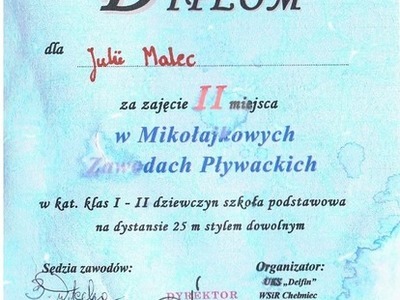 DYPLOM
dla Julii Malec
za zajęcie II miejsca
w Mikołajkowych
Zawodach Pływackich
w kat. klas I - II dziewczyn szkoła podstawowa
na dystansie 25 m stylem dowolnym
Sędzia zawodów: Organizator:
UKS „Delfin”
DYREKTOR WSiR Chełmiec